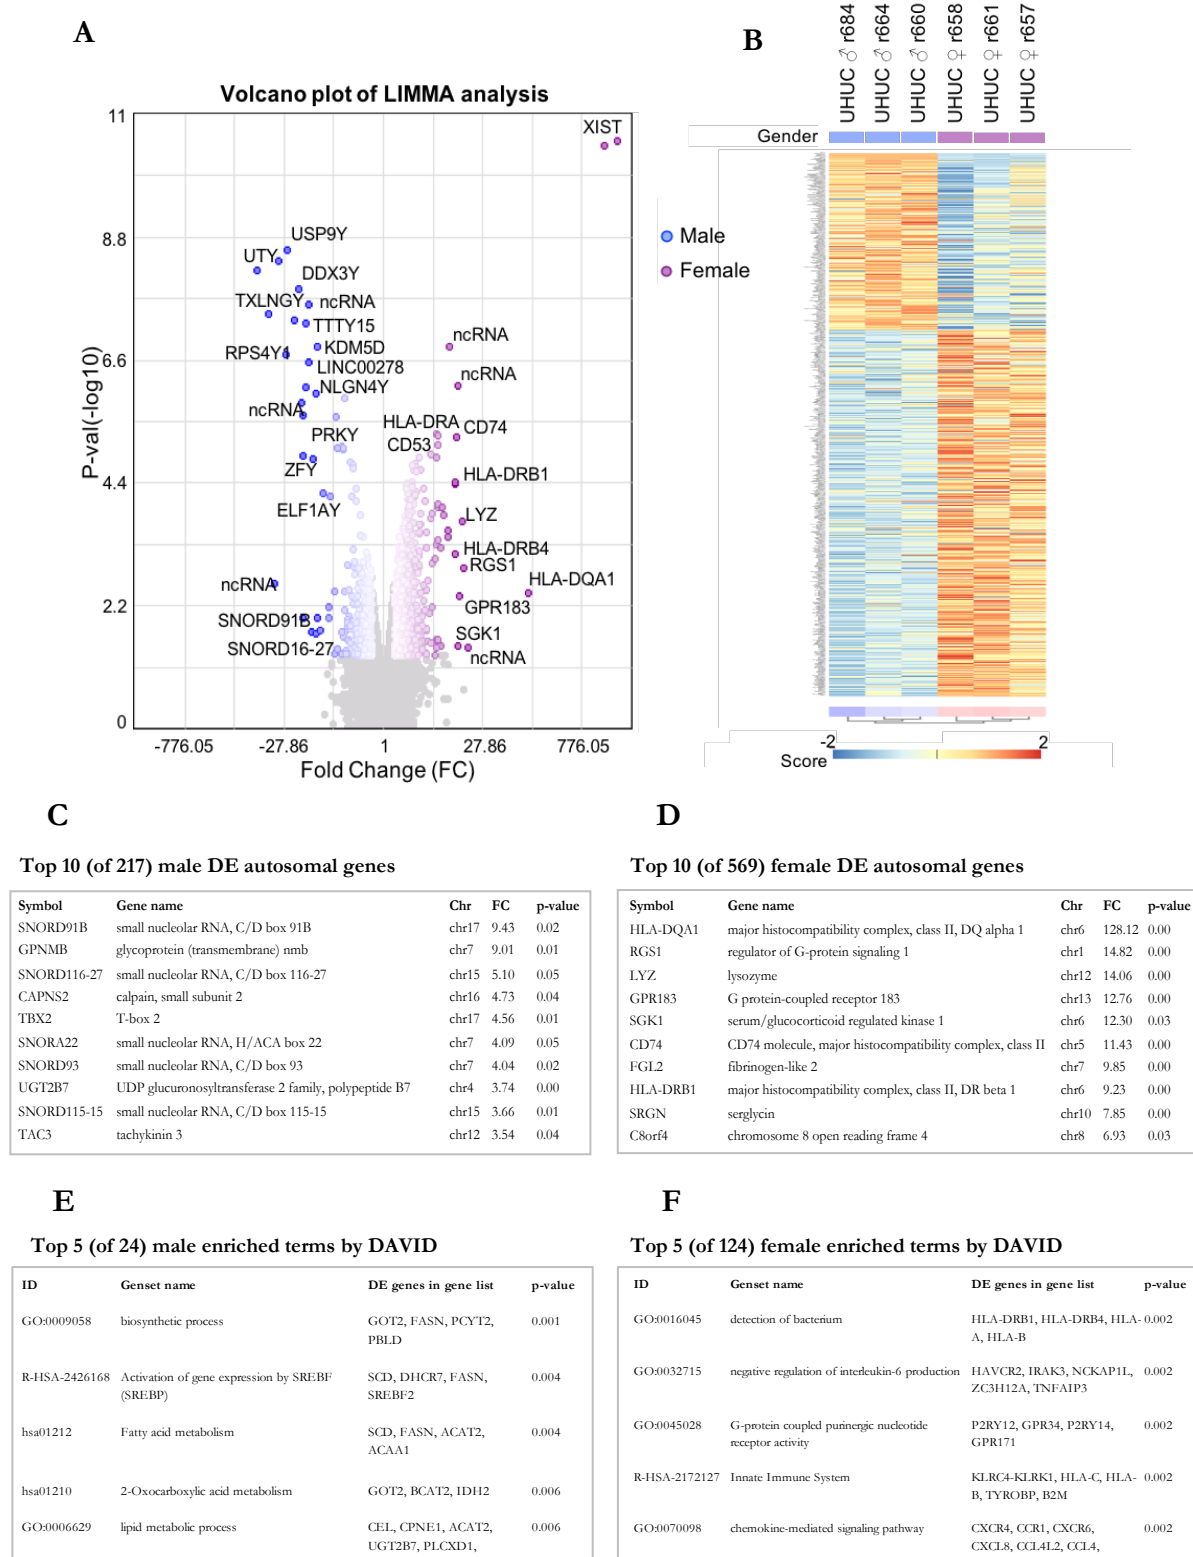 A
Volcano plot of LIMMA analysis
11
8.8
6.6
4.4
2.2
0
P-val(-log10)
XIST
USP9Y
UTY
DDX3Y
TXLNGY
ncRNA
TTTY15
RPS4Y1
KDM5D
LINC00278
NLGN4Y
ncRNA
PRKY
ZFY
ELF1AY
ncRNA
SNORD91B
SNORD16-27
ncRNA
ncRNA
HLA-DRA
CD74
CD53
HLA-DRB1
LYZ
HLA-DRB4
RGS1
HLA-DQA1
GPR183
SGK1
ncRNA
-776.05
-27.86
1
27.86
776.05
Fold Change (FC)
Male
Female
B
UHUC ♂ r684
UHUC ♂ r664
UHUC ♂ r660
UHUC ♀ r658
UHUC ♀ r661
UHUC ♀ r657
Gender
-2
2
Score
C
Top 10 (of 217) male DE autosomal genes
Symbol Gene name Chr FC p-value
SNORD91B small nucleolar RNA, C/D box 91B chr17 9.43 0.02
GPNMB glycoprotein (transmembrane) nmb chr7 9.01 0.01
SNORD116-27 small nucleolar RNA, C/D box 116-27 chr15 5.10 0.05
CAPNS2 calpain, small subunit 2 chr16 4.73 0.04
TBX2 T-box 2 chr17 4.56 0.01
SNORA22 small nucleolar RNA, H/ACA box 22 chr7 4.09 0.05
SNORD93 small nucleolar RNA, C/D box 93 chr7 4.04 0.02
UGT2B7 UDP glucuronosyltransferase 2 family, polypeptide B7 chr4 3.74 0.00
SNORD115-15 small nucleolar RNA, C/D box 115-15 chr15 3.66 0.01
TAC3 tachykinin 3 chr12 3.54 0.04
D
Top 10 (of 569) female DE autosomal genes
Symbol Gene name Chr FC p-value
HLA-DQA1 major histocompatibility complex, class II, DQ alpha 1 chr6 128.12 0.00
RGS1 regulator of G-protein signaling 1 chr1 14.82 0.00
LYZ lysozyme chr12 14.06 0.00
GPR183 G protein-coupled receptor 183 chr13 12.76 0.00
SGK1 serum/glucocorticoid regulated kinase 1 chr6 12.30 0.03
CD74 CD74 molecule, major histocompatibility complex, class II chr5 11.43 0.00
FGL2 fibrinogen-like 2 chr7 9.85 0.00
HLA-DRB1 major histocompatibility complex, class II, DR beta 1 chr6 9.23 0.00
SRGN serglycin chr10 7.85 0.00
C8orf4 chromosome 8 open reading frame 4 chr8 6.93 0.03
E
Top 5 (of 24) male enriched terms by DAVID
ID Genset name DE genes in gene list p-value
GO:0009058 biosynthetic process GOT2, FASN, PCYT2, 0.001
PBLD
R-HSA-2426168 Activation of gene expression by SREBF SCD, DHCR7, FASN, 0.004
(SREBP) SREBF2
hsa01212 Fatty acid metabolism SCD, FASN, ACAT2, 0.004
ACAA1
hsa01210 2-Oxocarboxylic acid metabolism GOT2, BCAT2, IDH2 0.006
GO:0006629 lipid metabolic process CEL, CPNE1, ACAT2, 0.006
UGT2B7, PLCXD1,
F
Top 5 (of 124) female enriched terms by DAVID
ID Genset name DE genes in gene list p-value
GO:0016045 detection of bacterium HLA-DRB1, HLA-DRB4, HLA- 0.002
A, HLA-B
GO:0032715 negative regulation of interleukin-6 production HAVCR2, IRAK3, NCKAP1L, 0.002
ZC3H12A, TNFAIP3
GO:0045028 G-protein coupled purinergic nucleotide P2RY12, GPR34, P2RY14, 0.002
receptor activity GPR171
R-HSA-2172127 Innate Immune System KLRC4-KLRK1, HLA-C, HLA- 0.002
B, TYROBP, B2M
GO:0070098 chemokine-mediated signaling pathway CXCR4, CCR1, CXCR6, 0.002
CXCL8, CCL4L2, CCL4,